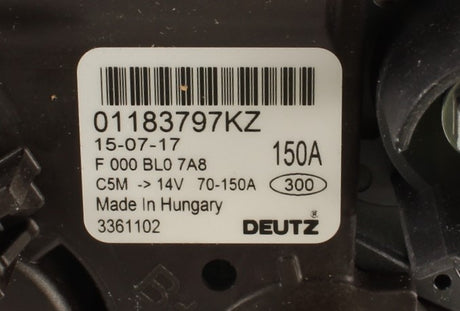 01183797KZ
15-07-17
F 000 BL0 7A8
150A
C5M -> 14V 70-150A
300
Made In Hungary
3361102
DEUTZ®